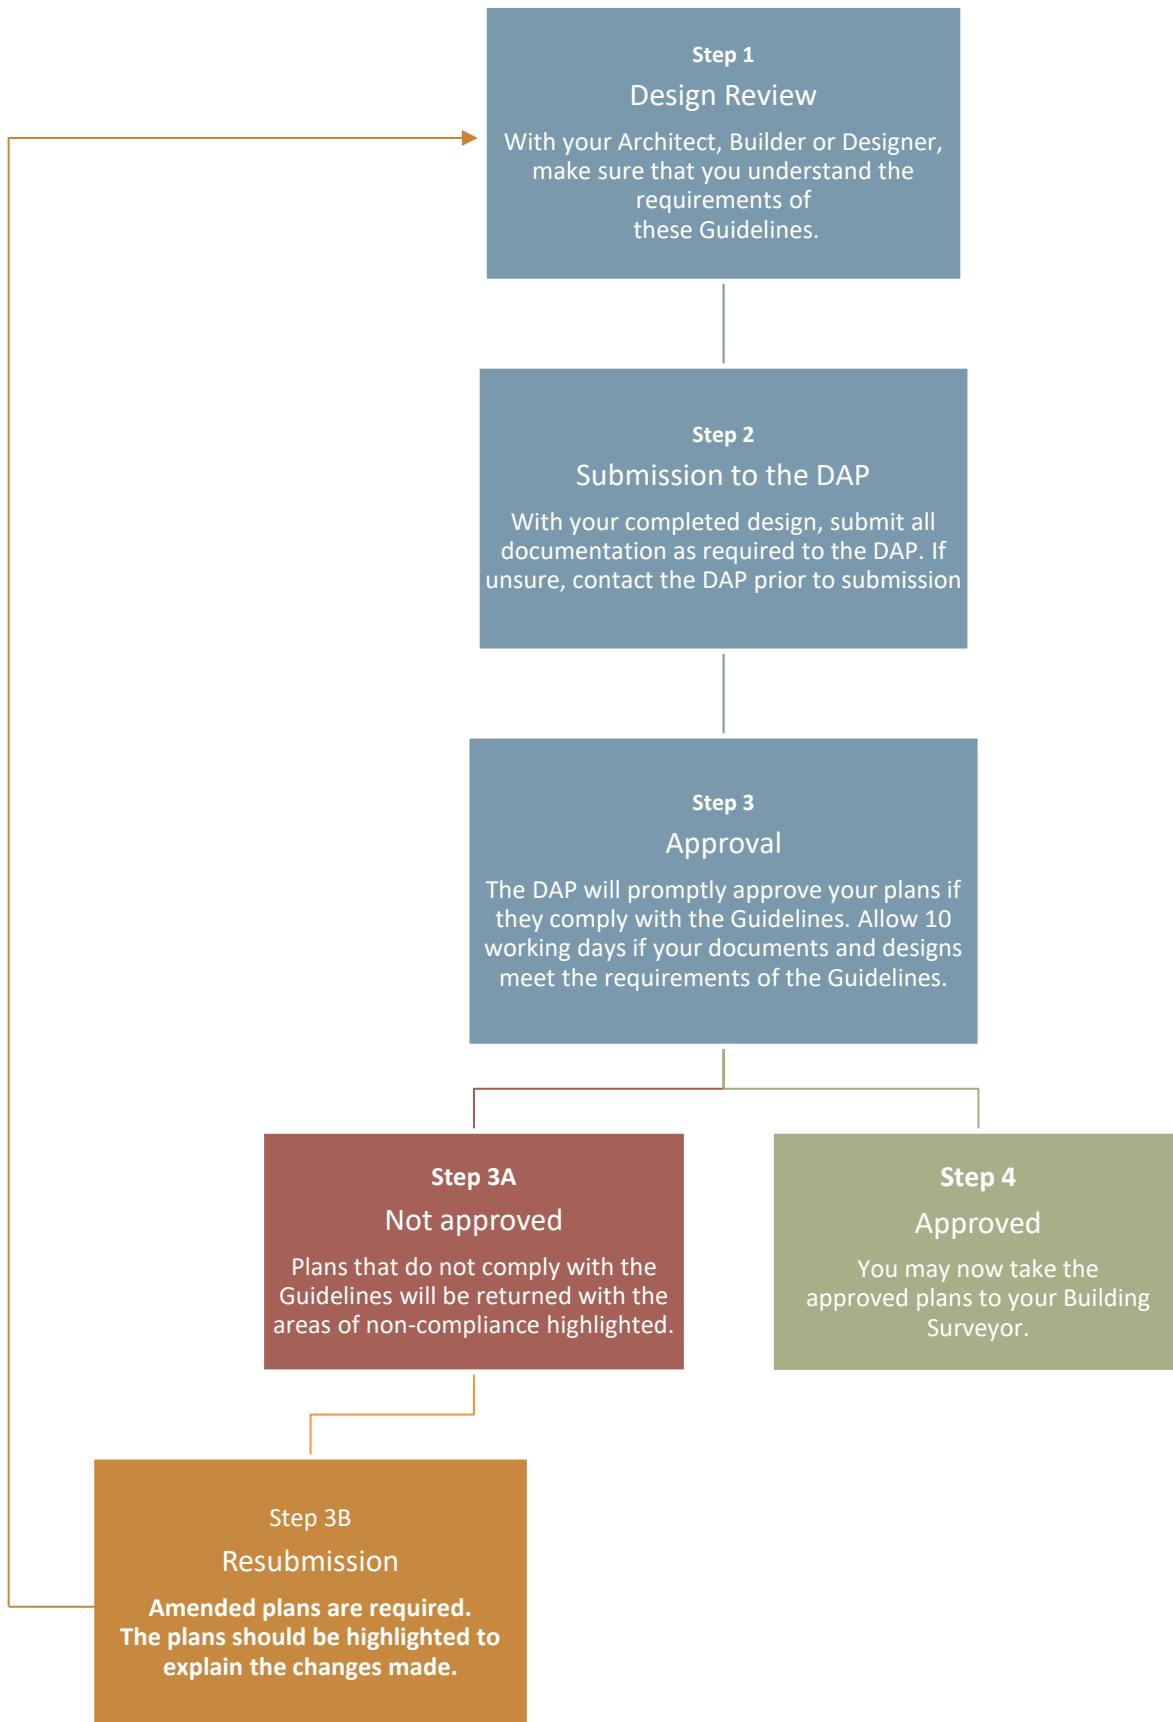 Step 1
Design Review
With your Architect, Builder or Designer,
make sure that you understand the
requirements of
these Guidelines.
Step 2
Submission to the DAP
With your completed design, submit all
documentation as required to the DAP. If
unsure, contact the DAP prior to submission
Step 3
Approval
The DAP will promptly approve your plans if
they comply with the Guidelines. Allow 10
working days if your documents and designs
meet the requirements of the Guidelines.
Step 3A
Not approved
Plans that do not comply with the
Guidelines will be returned with the
areas of non-compliance highlighted.
Step 4
Approved
You may now take the
approved plans to your Building
Surveyor.
Step 3B
Resubmission
Amended plans are required.
The plans should be highlighted to
explain the changes made.